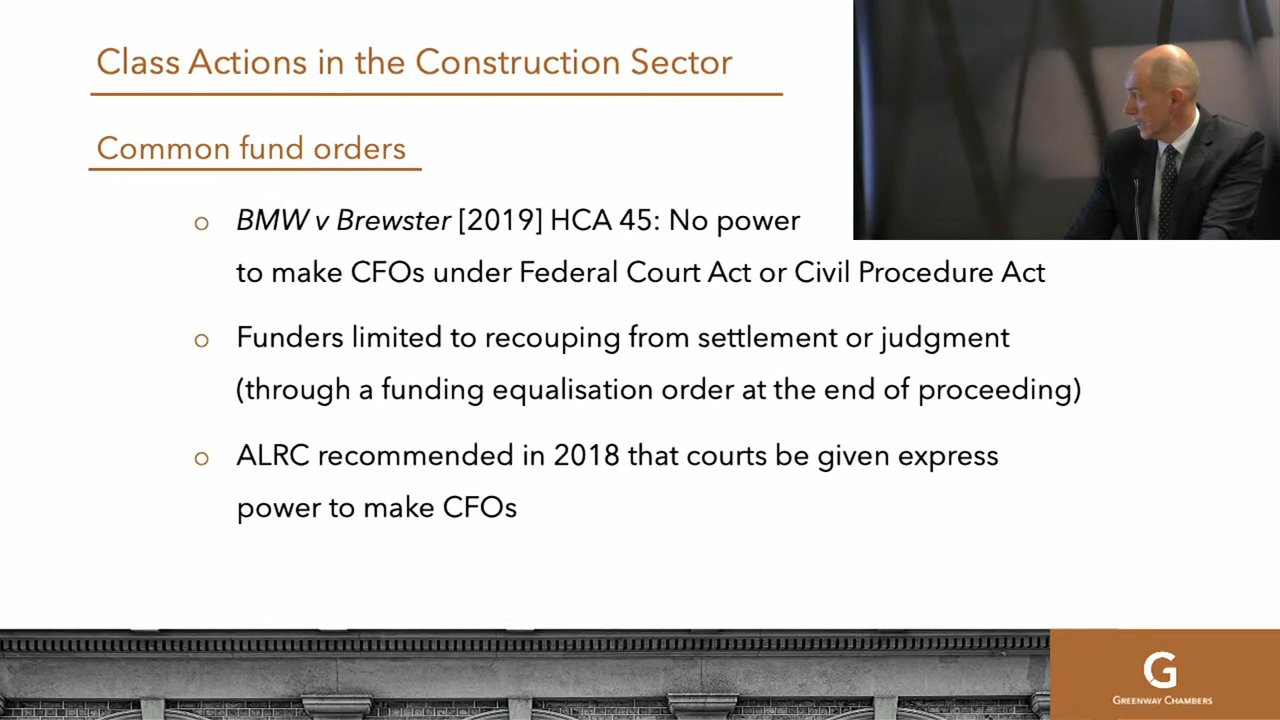 Class Actions in the Construction Sector
Common fund orders
BMW v Brewster [2019] HCA 45: No power
to make CFOs under Federal Court Act or Civil Procedure Act
Funders limited to recouping from settlement or judgment
(through a funding equalisation order at the end of proceeding)
ALRC recommended in 2018 that courts be given express
power to make CFOs
G
GREENWAY CHAMBERS